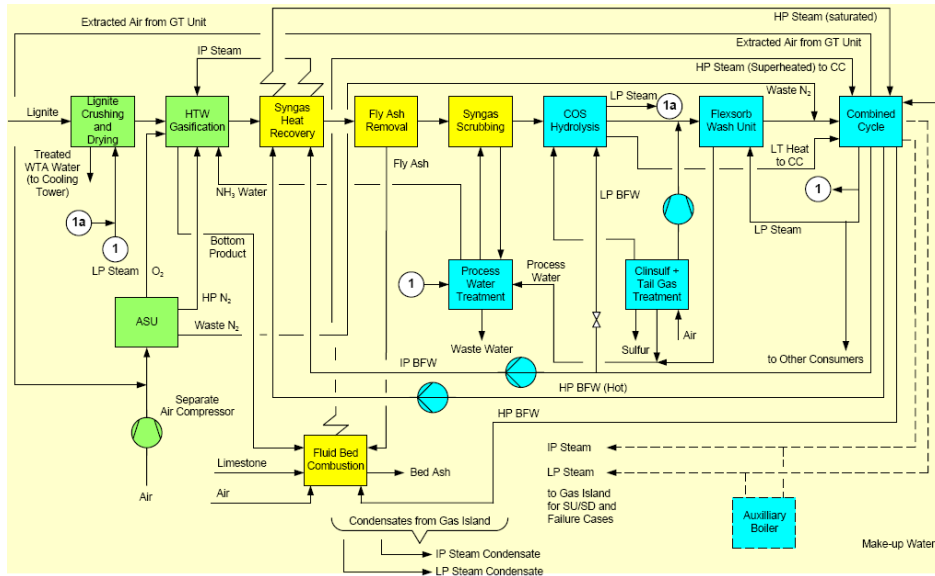 Extracted Air from GT Unit
HP Steam (saturated)
IP Steam
Extracted Air from GT Unit
HP Steam (Superheated) to CC
Waste N2
Lignite
Lignite
Crushing
and
Drying
HTW
Gasification
Syngas
Heat
Recovery
Fly Ash
Removal
Syngas
Scrubbing
COS
Hydrolysis
LP Steam
1a
Flexsorb
Wash Unit
Combined
Cycle
Treated
WTA Water
(to Cooling
Tower)
Fly Ash
LT Heat
to CC
NH3 Water
LP BFW
1
1a
1
LP Steam
LP Steam
Bottom
Product
O2
Process
Water
Treatment
1
Process
Water
Clinsulf +
Tail Gas
Treatment
HP N2
ASU
Waste N2
Waste Water
Sulfur
Air
to Other Consumers
IP BFW
HP BFW (Hot)
Separate
Air Compressor
HP BFW
Fluid Bed
Combustion
Limestone
Bed Ash
Air
Air
IP Steam
LP Steam
to Gas Island
for SU/SD and
Failure Cases
Auxilliary
Boiler
Condensates from Gas Island
Make-up Water
IP Steam Condensate
LP Steam Condensate